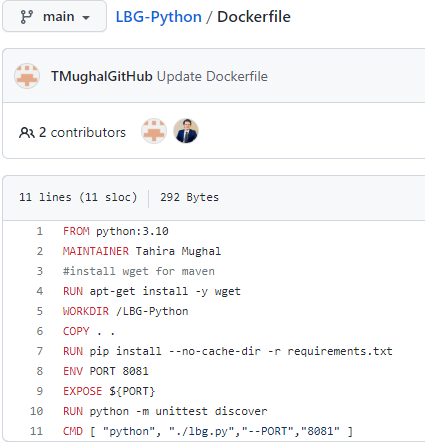 main
LBG-Python / Dockerfile
TMughalGitHub Update Dockerfile
2 contributors
11 lines (11 sloc) 292 Bytes
1 FROM python:3.10
2 MAINTAINER Tahira Mughal
3 #install wget for maven
4 RUN apt-get install -y wget
5 WORKDIR /LBG-Python
6 COPY . .
7 RUN pip install --no-cache-dir -r requirements.txt
8 ENV PORT 8081
9 EXPOSE ${PORT}
10 RUN python -m unittest discover
11 CMD [ "python", "./lbg.py","--PORT","8081" ]